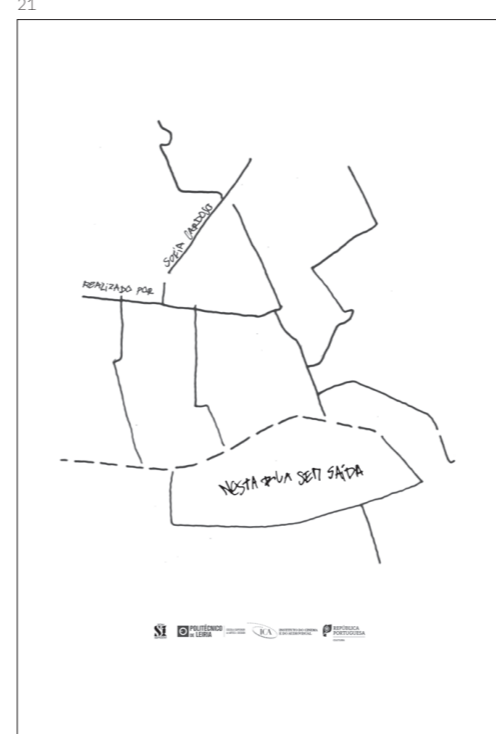 21
SOFIA CARDOSO
REALIZADO POR
NESTA RUA SEM SAÍDA
POLITÉCNICO
DE LEIRIA
ICA
REPÚBLICA
PORTUGUESA